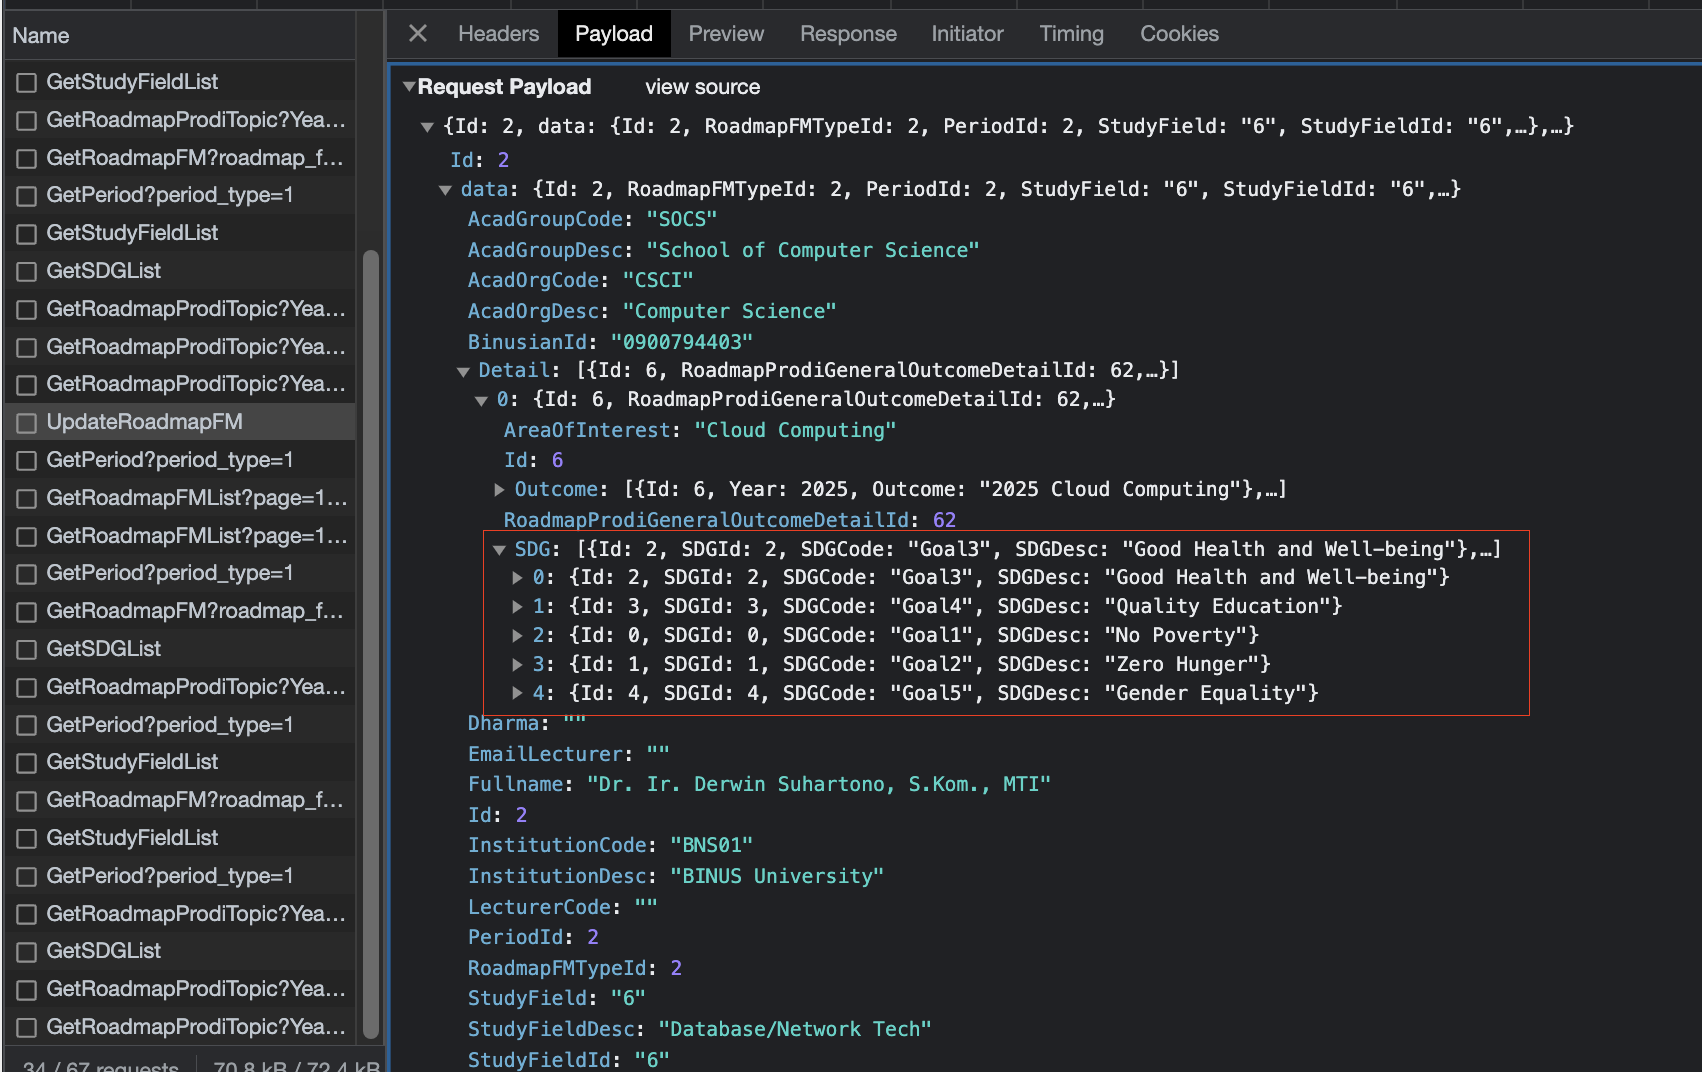 Name
GetStudyFieldList
GetRoadmapProdiTopic?Yea...
GetRoadmapFM?roadmap_f...
GetPeriod?period_type=1
GetStudyFieldList
GetSDGList
GetRoadmapProdiTopic?Yea...
GetRoadmapProdiTopic?Yea...
GetRoadmapProdiTopic?Yea...
UpdateRoadmapFM
GetPeriod?period_type=1
GetRoadmapFMList?page=1...
GetRoadmapFMList?page=1...
GetPeriod?period_type=1
GetRoadmapFM?roadmap_f...
GetSDGList
GetRoadmapProdiTopic?Yea...
GetPeriod?period_type=1
GetStudyFieldList
GetRoadmapFM?roadmap_f...
GetStudyFieldList
GetPeriod?period_type=1
GetRoadmapProdiTopic?Yea...
GetSDGList
GetRoadmapProdiTopic?Yea...
GetRoadmapProdiTopic?Yea...
34 / 67 requests 70.8 kB / 72.4 kB
Headers Payload Preview Response Initiator Timing Cookies
Request Payload view source
{Id: 2, data: {Id: 2, RoadmapFMTypeId: 2, PeriodId: 2, StudyField: "6", StudyFieldId: "6",…},…}
Id: 2
data: {Id: 2, RoadmapFMTypeId: 2, PeriodId: 2, StudyField: "6", StudyFieldId: "6",…}
AcadGroupCode: "SOCS"
AcadGroupDesc: "School of Computer Science"
AcadOrgCode: "CSCI"
AcadOrgDesc: "Computer Science"
BinusianId: "0900794403"
Detail: [{Id: 6, RoadmapProdiGeneralOutcomeDetailId: 62,…}]
0: {Id: 6, RoadmapProdiGeneralOutcomeDetailId: 62,…}
AreaOfInterest: "Cloud Computing"
Id: 6
Outcome: [{Id: 6, Year: 2025, Outcome: "2025 Cloud Computing"},…]
RoadmapProdiGeneralOutcomeDetailId: 62
SDG: [{Id: 2, SDGId: 2, SDGCode: "Goal3", SDGDesc: "Good Health and Well-being"},…]
0: {Id: 2, SDGId: 2, SDGCode: "Goal3", SDGDesc: "Good Health and Well-being"}
1: {Id: 3, SDGId: 3, SDGCode: "Goal4", SDGDesc: "Quality Education"}
2: {Id: 0, SDGId: 0, SDGCode: "Goal1", SDGDesc: "No Poverty"}
3: {Id: 1, SDGId: 1, SDGCode: "Goal2", SDGDesc: "Zero Hunger"}
4: {Id: 4, SDGId: 4, SDGCode: "Goal5", SDGDesc: "Gender Equality"}
Dharma: ""
EmailLecturer: ""
Fullname: "Dr. Ir. Derwin Suhartono, S.Kom., MTI"
Id: 2
InstitutionCode: "BNS01"
InstitutionDesc: "BINUS University"
LecturerCode: ""
PeriodId: 2
RoadmapFMTypeId: 2
StudyField: "6"
StudyFieldDesc: "Database/Network Tech"
StudyFieldId: "6"